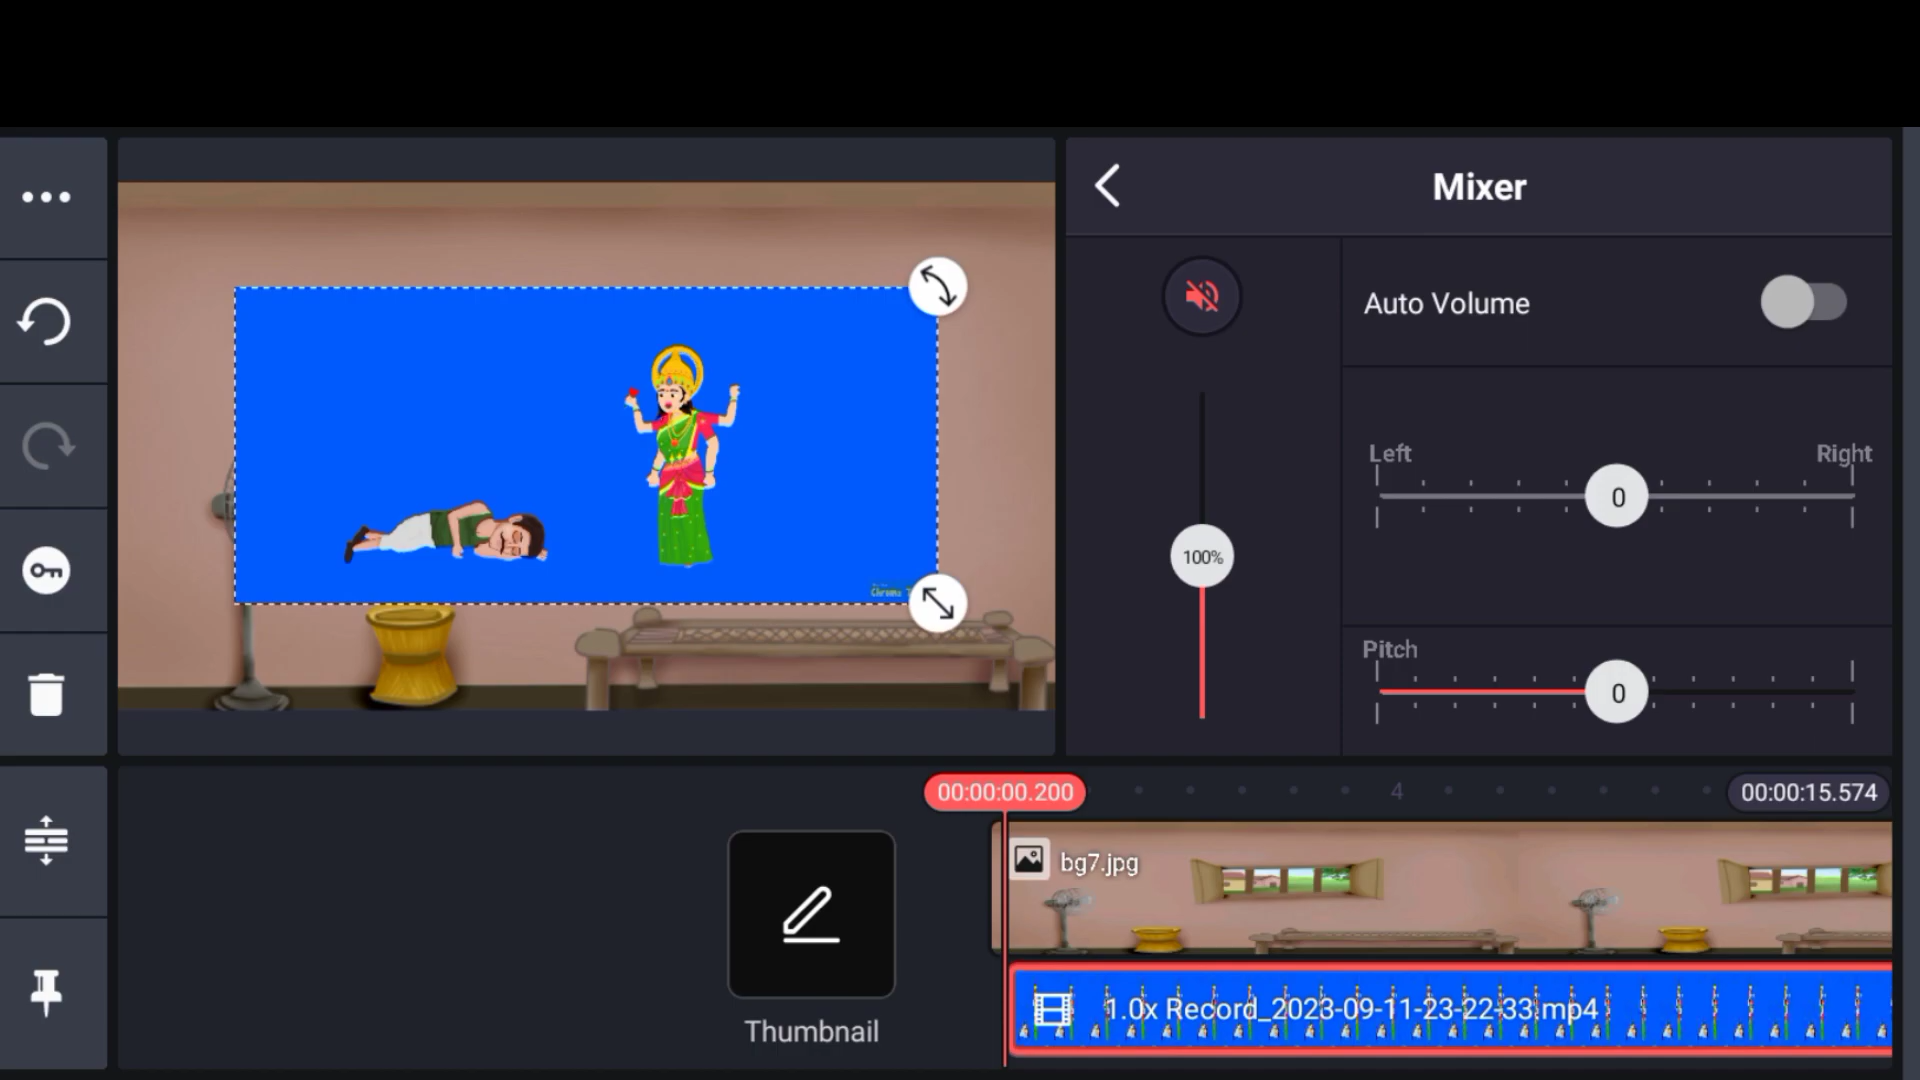 Mixer
Auto Volume
Left
Right
0
100%
Pitch
0
00:00:00.200
4
00:00:15.574
bg7.jpg
Thumbnail
1.0x Record_2023-09-11-23-22-33.mp4
Chroma